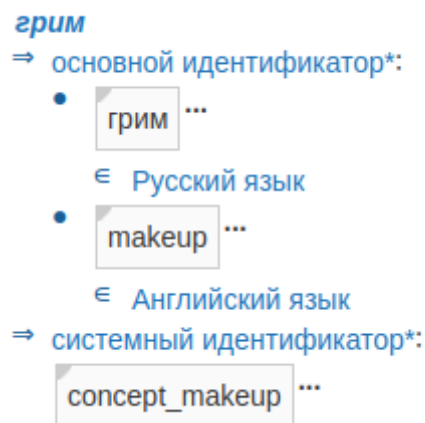 грим
⇒ основной идентификатор*:
• грим ...
∈ Русский язык
• makeup ...
∈ Английский язык
⇒ системный идентификатор*:
concept_makeup ...